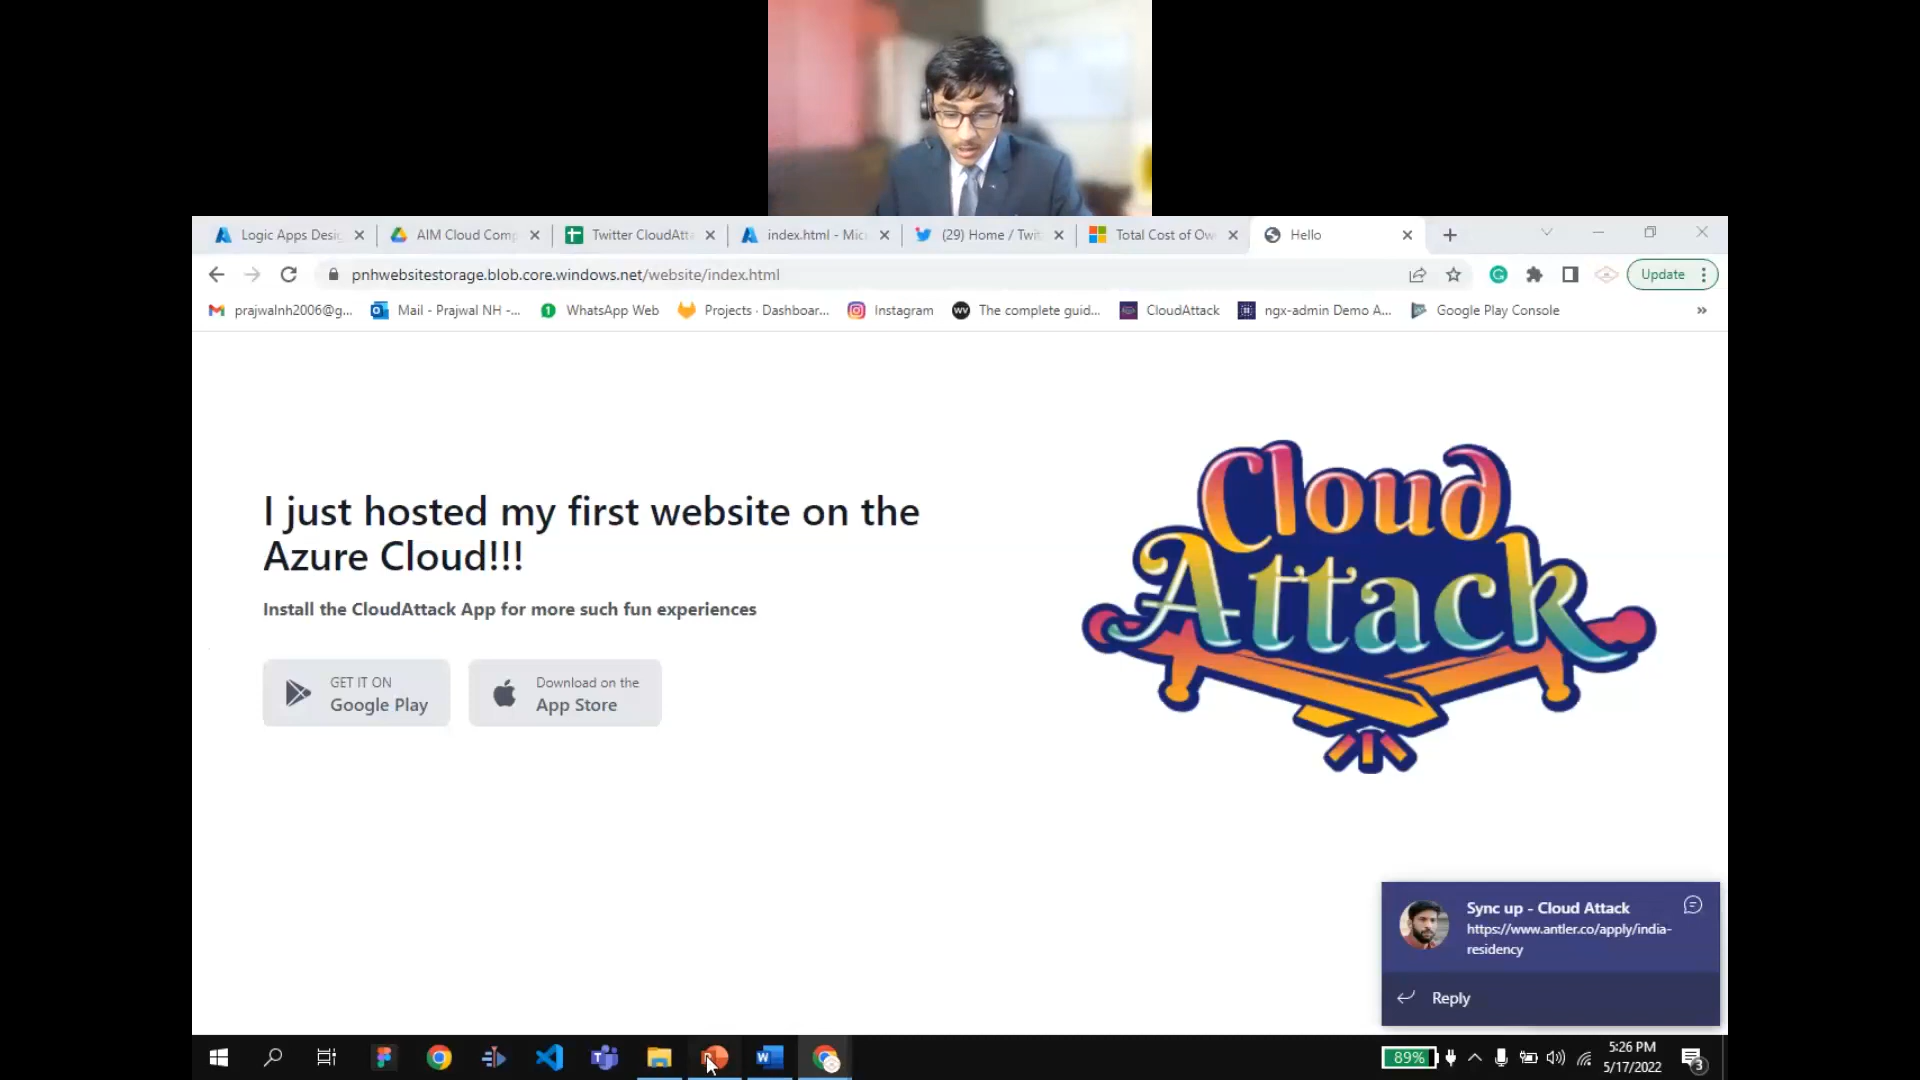 Logic Apps Desig
AIM Cloud Comp
Twitter CloudAtta
index.html - Mic
(29) Home / Twit
Total Cost of Ow
Hello
pnhwebsitestorage.blob.core.windows.net/website/index.html
Update
prajwalnh2006@g...
Mail - Prajwal NH -...
WhatsApp Web
Projects · Dashboar...
Instagram
The complete guid...
CloudAttack
ngx-admin Demo A...
Google Play Console
»
I just hosted my first website on the
Azure Cloud!!!
Install the CloudAttack App for more such fun experiences
GET IT ON
Google Play
Download on the
App Store
Cloud
Attack
Sync up - Cloud Attack
https://www.antler.co/apply/india-
residency
Reply
89%
5:26 PM
5/17/2022
3